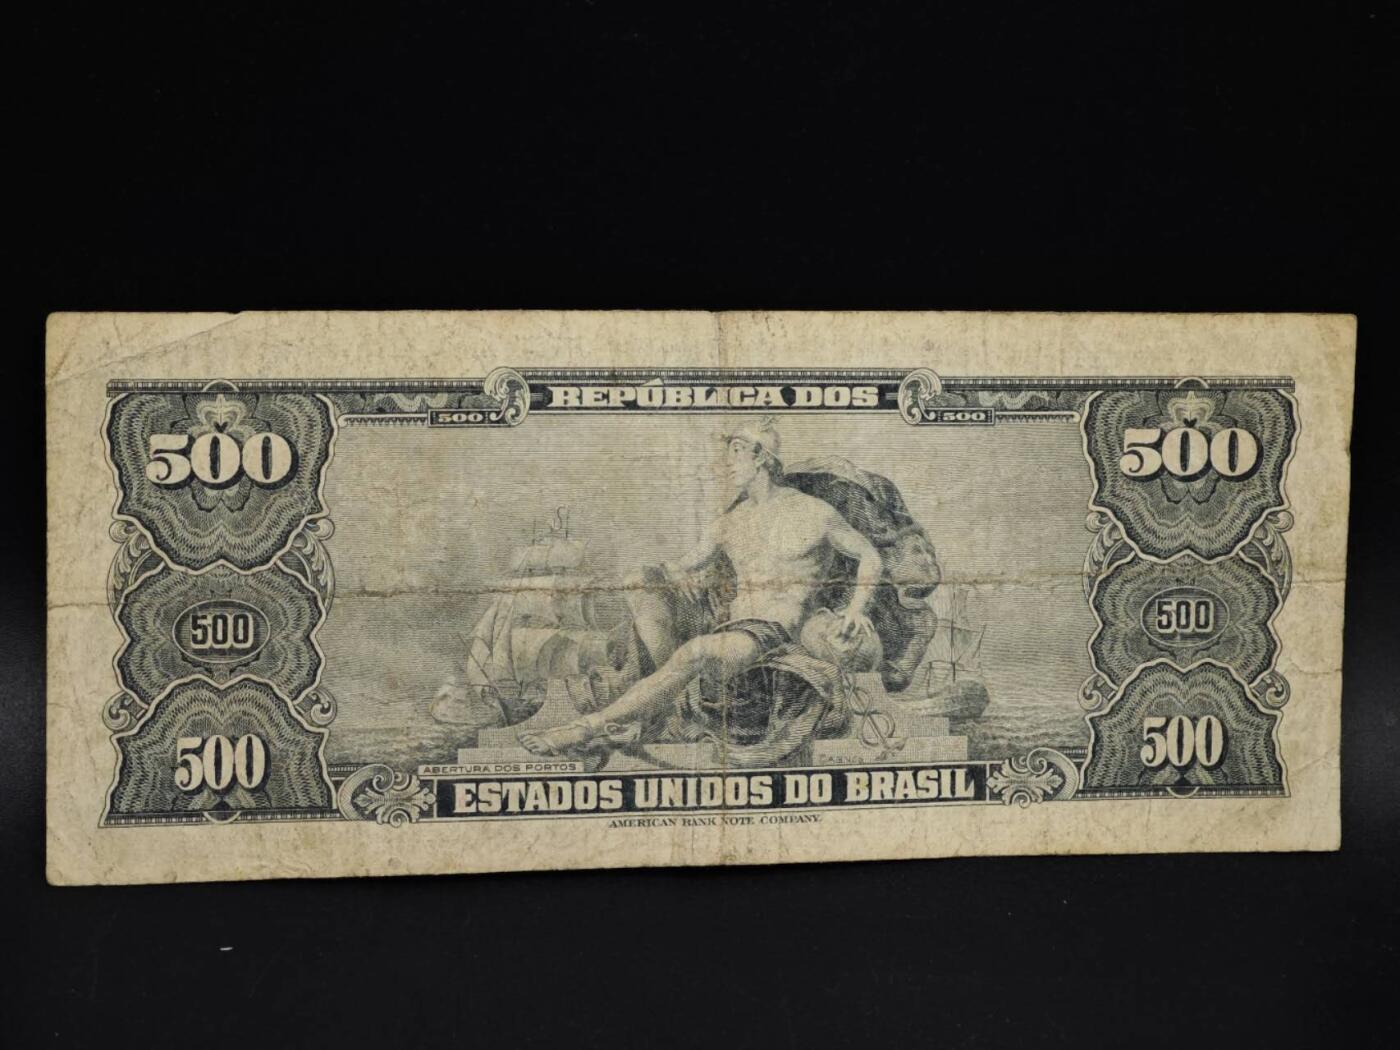 REPÚBLICA DOS
500 500
500 500
500 500
500 500
ABERTURA DOS PORTOS
ESTADOS UNIDOS DO BRASIL
AMERICAN BANK NOTE COMPANY.